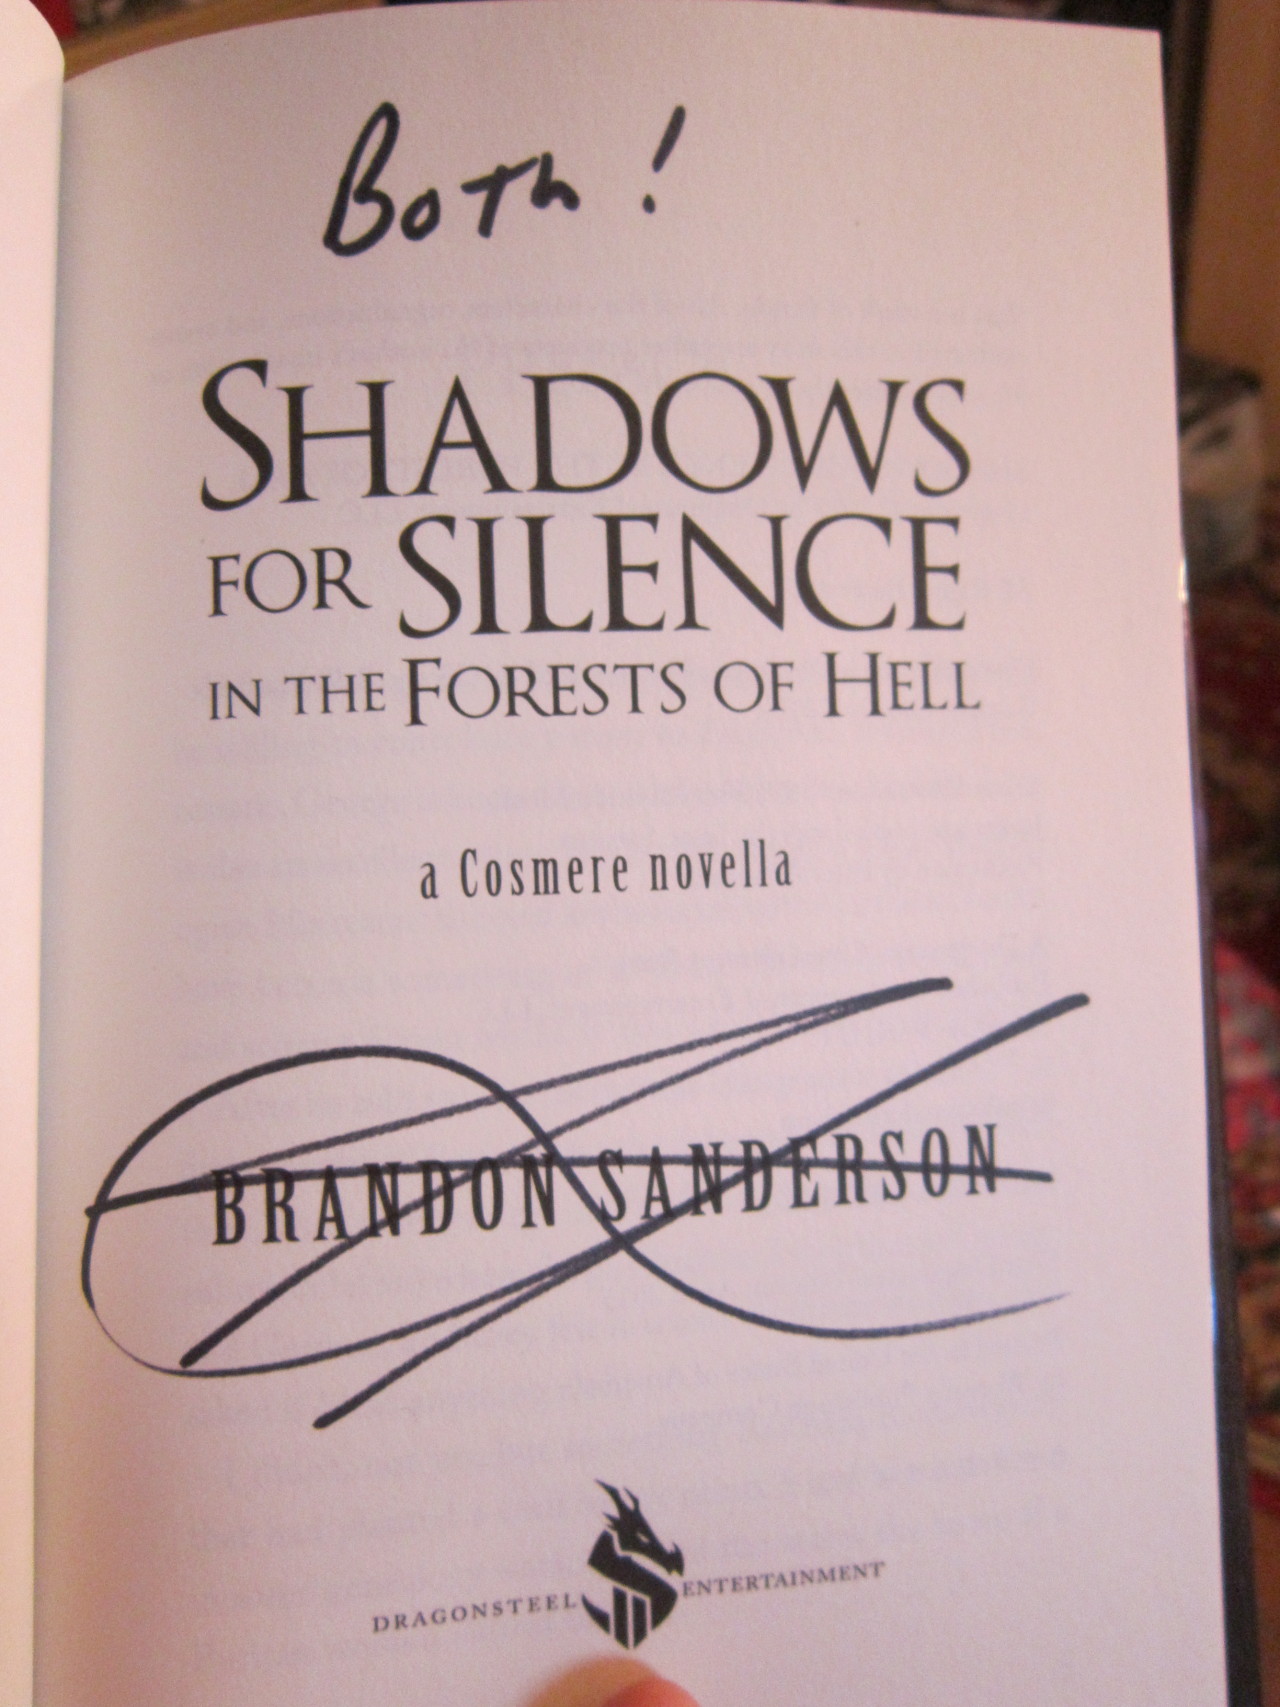 Both!
SHADOWS
FOR SILENCE
IN THE FORESTS OF HELL
a Cosmere novella
BRANDON SANDERSON
DRAGONSTEEL ENTERTAINMENT